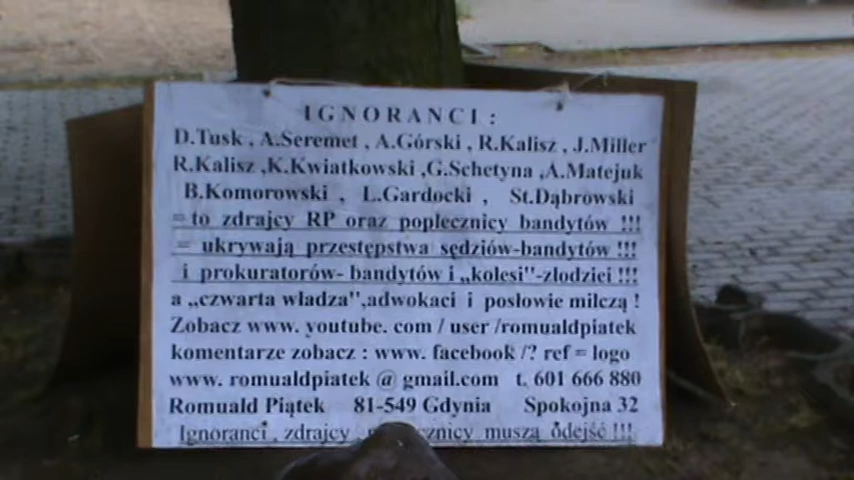 IGNORANCI :
D.Tusk , A.Seremet , A.Górski , R.Kalisz , J.Miller
R.Kalisz ,K.Kwiatkowski ,G.Schetyna ,A.Matejuk
B.Komorowski , L.Gardocki , St.Dąbrowski
=to zdrajcy RP oraz poplecznicy bandytów !!!
= ukrywają przestępstwa sędziów-bandytów !!!
i prokuratorów- bandytów i „kolesi"-złodziei !!!
a „czwarta władza",adwokaci i posłowie milczą !
Zobacz www. youtube. com / user /romualdpiatek
komentarze zobacz : www. facebook /? ref = logo
www. romualdpiatek @ gmail.com t. 601 666 880
Romuald Piątek 81-549 Gdynia Spokojna 32
Ignoranci , zdrajcy muszą odejść !!!